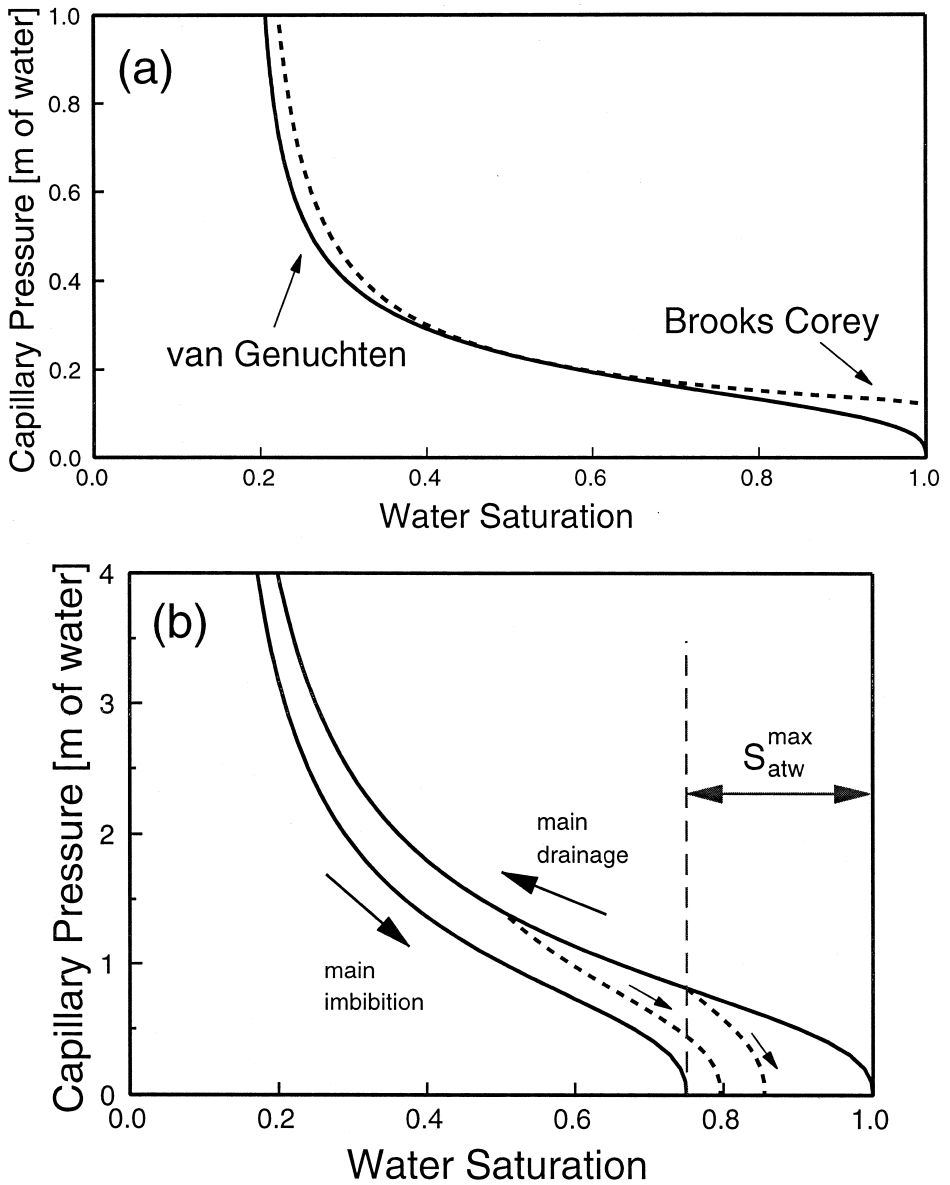 Capillary Pressure [m of water]
1.0
0.8
0.6
0.4
0.2
0.0
(a)
van Genuchten
Brooks Corey
0.0 0.2 0.4 0.6 0.8 1.0
Water Saturation
Capillary Pressure [m of water]
4
3
2
1
0
(b)
S max atw
main
drainage
main
imbibition
0.0 0.2 0.4 0.6 0.8 1.0
Water Saturation